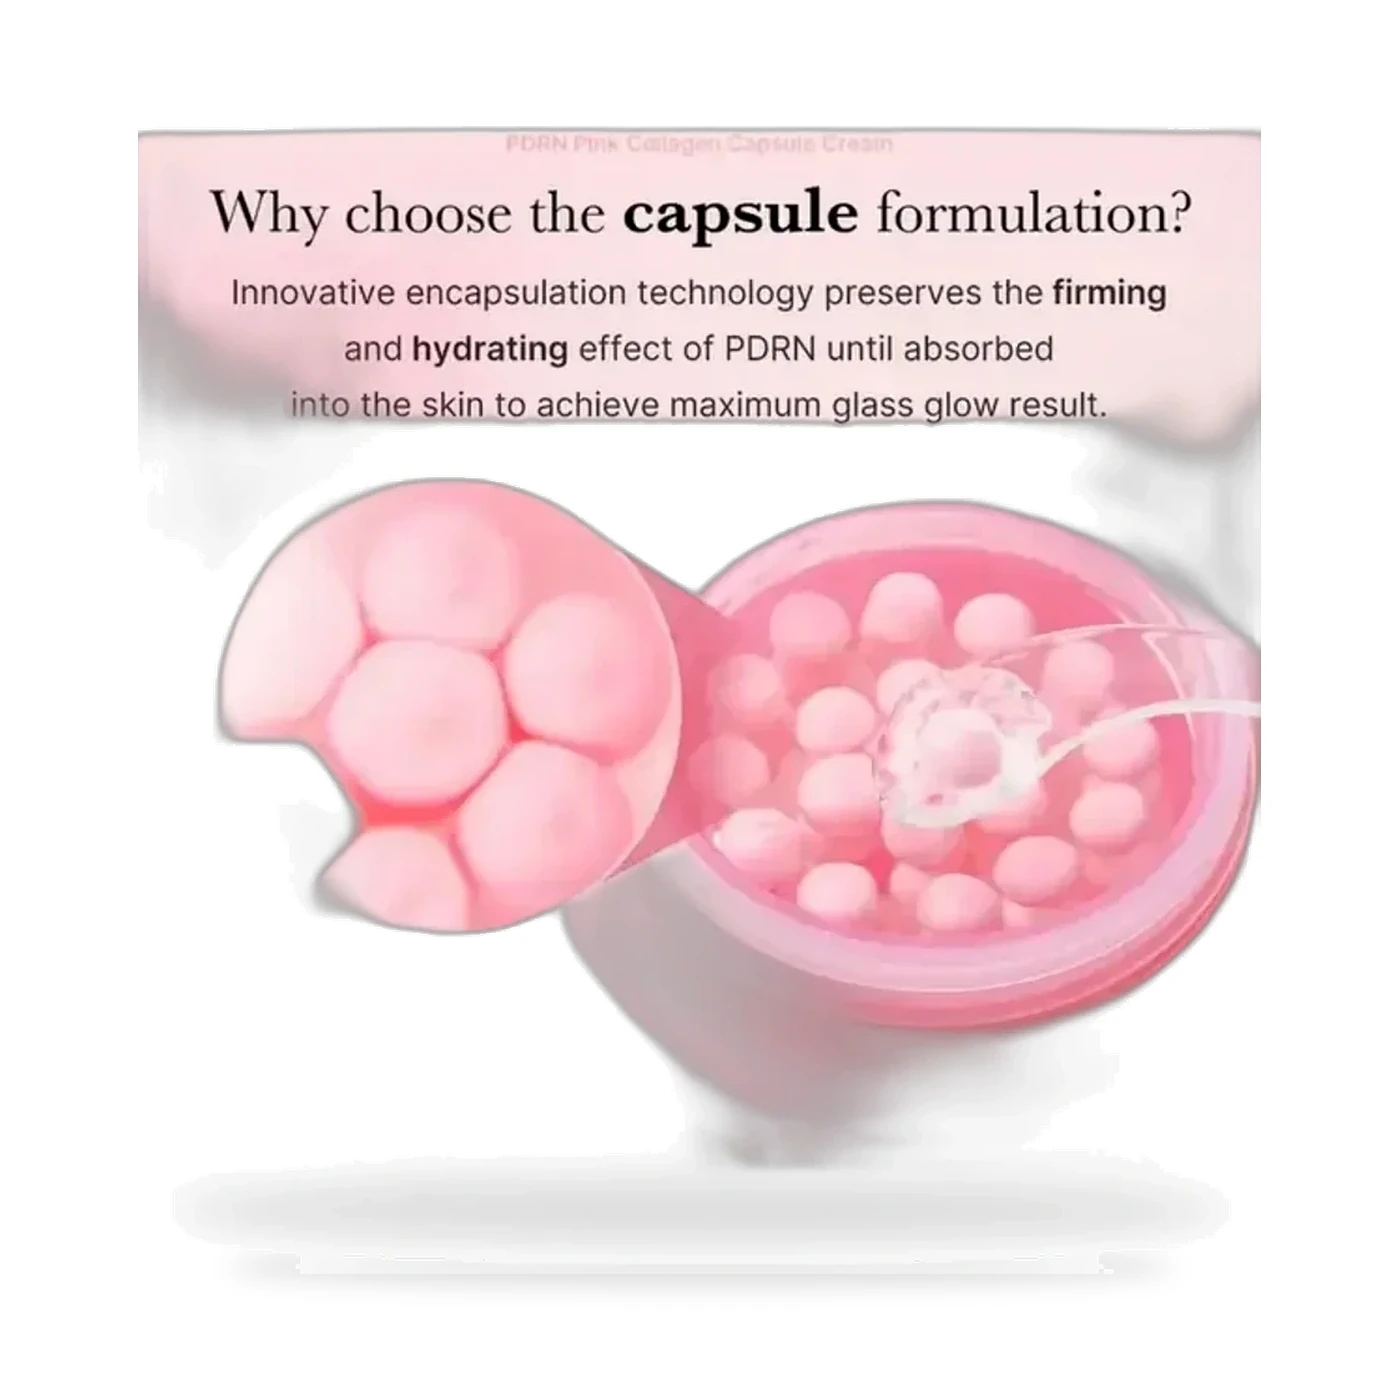 PDRN Pink Collagen Capsule Cream
Why choose the capsule formulation?
Innovative encapsulation technology preserves the firming
and hydrating effect of PDRN until absorbed
into the skin to achieve maximum glass glow result.